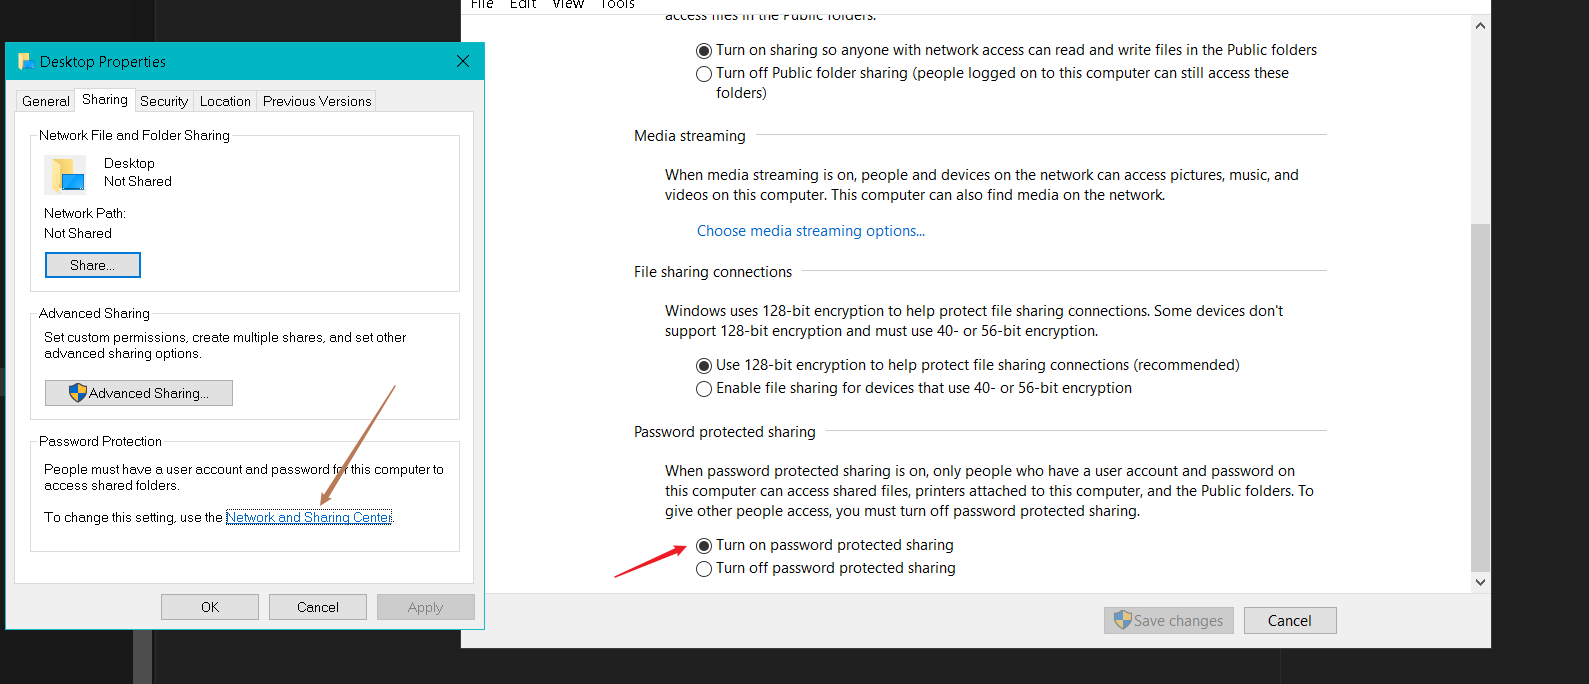 Desktop Properties
General
Sharing
Security
Location
Previous Versions
Network File and Folder Sharing
Desktop
Not Shared
Network Path:
Not Shared
Share...
Advanced Sharing
Set custom permissions, create multiple shares, and set other
advanced sharing options.
Advanced Sharing...
Password Protection
People must have a user account and password for this computer to
access shared folders.
To change this setting, use the Network and Sharing Center.
OK
Cancel
Apply
File Edit View Tools
access files in the Public folders.
Turn on sharing so anyone with network access can read and write files in the Public folders
Turn off Public folder sharing (people logged on to this computer can still access these
folders)
Media streaming
When media streaming is on, people and devices on the network can access pictures, music, and
videos on this computer. This computer can also find media on the network.
Choose media streaming options...
File sharing connections
Windows uses 128-bit encryption to help protect file sharing connections. Some devices don't
support 128-bit encryption and must use 40- or 56-bit encryption.
Use 128-bit encryption to help protect file sharing connections (recommended)
Enable file sharing for devices that use 40- or 56-bit encryption
Password protected sharing
When password protected sharing is on, only people who have a user account and password on
this computer can access shared files, printers attached to this computer, and the Public folders. To
give other people access, you must turn off password protected sharing.
Turn on password protected sharing
Turn off password protected sharing
Save changes
Cancel